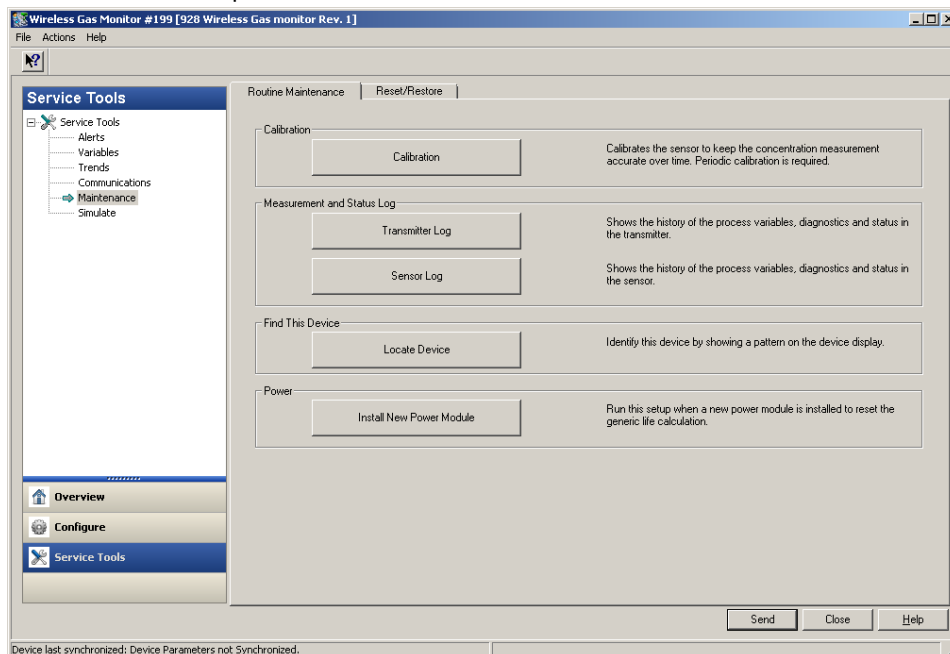 Wireless Gas Monitor #199 [928 Wireless Gas monitor Rev. 1]
File Actions Help
Service Tools
Service Tools
Alerts
Variables
Trends
Communications
Maintenance
Simulate
Overview
Configure
Service Tools
Routine Maintenance Reset/Restore
Calibration
Calibration
Calibrates the sensor to keep the concentration measurement
accurate over time. Periodic calibration is required.
Measurement and Status Log
Transmitter Log
Shows the history of the process variables, diagnostics and status in
the transmitter.
Sensor Log
Shows the history of the process variables, diagnostics and status in
the sensor.
Find This Device
Locate Device
Identify this device by showing a pattern on the device display.
Power
Install New Power Module
Run this setup when a new power module is installed to reset the
generic life calculation.
Send Close Help
Device last synchronized: Device Parameters not Synchronized.